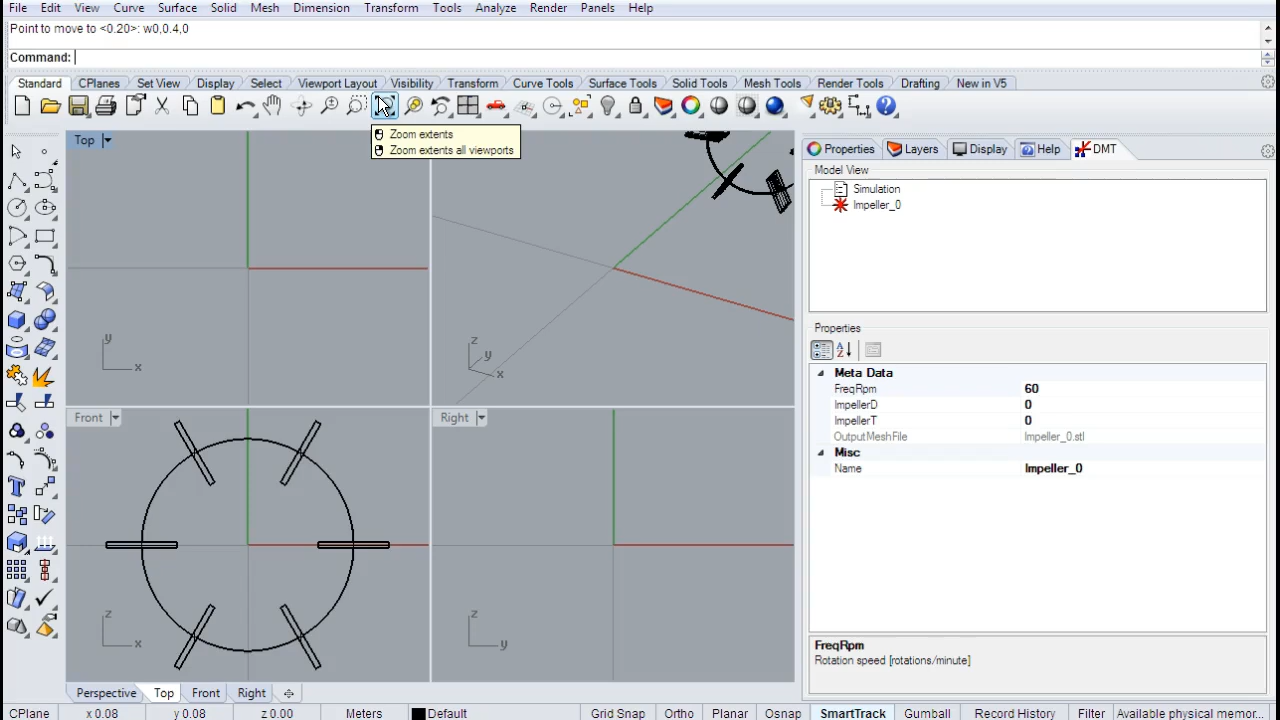 File Edit View Curve Surface Solid Mesh Dimension Transform Tools Analyze Render Panels Help
Point to move to <0.20>: w0,0.4,0
Command:
Standard CPlanes Set View Display Select Viewport Layout Visibility Transform Curve Tools Surface Tools Solid Tools Mesh Tools Render Tools Drafting New in V5
Zoom extents
Zoom extents all viewports
Top
Properties Layers Display Help DMT
Model View
Simulation
Impeller_0
y
x
z
y
x
Properties
Meta Data
FreqRpm 60
ImpellerD 0
ImpellerT 0
OutputMeshFile Impeller_0.stl
Misc
Name Impeller_0
Front
Right
z
x
z
y
FreqRpm
Rotation speed [rotations/minute]
Perspective Top Front Right
CPlane x 0.08 y 0.08 z 0.00 Meters Default Grid Snap Ortho Planar Osnap SmartTrack Gumball Record History Filter Available physical memor...